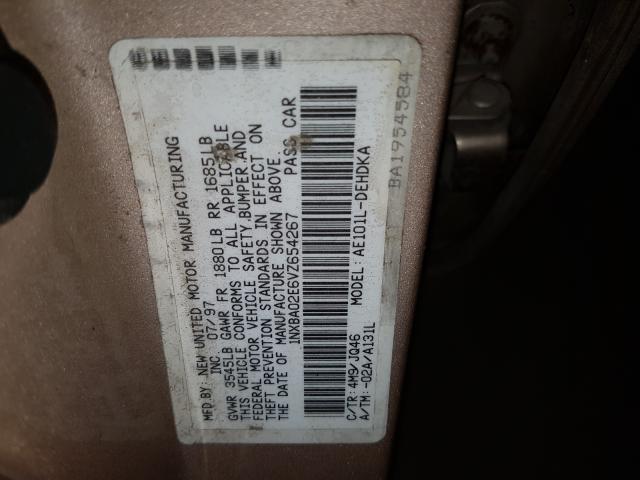 MFD BY: NEW UNITED MOTOR MANUFACTURING
INC. 07/97
GVWR 3545LB GAWR FR 1880LB RR 1685LB
THIS VEHICLE CONFORMS TO ALL APPLICABLE
FEDERAL MOTOR VEHICLE SAFETY,BUMPER,AND
THEFT PREVENTION STANDARDS IN EFFECT ON
THE DATE OF MANUFACTURE SHOWN ABOVE.
1NXBA02E6VZ654267 PASS CAR
C/TR:4M9/JQ46 MODEL:AE101L-DEHDKA
A/TM:-02A/A131L
BA1954584